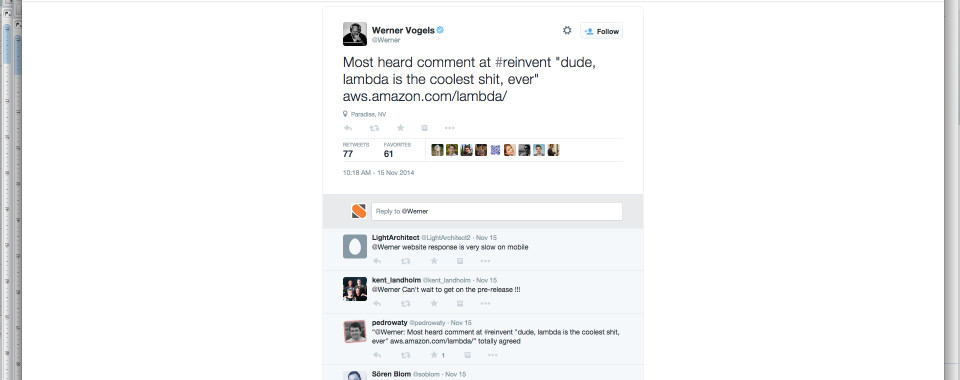 Werner Vogels
@Werner
Follow
Most heard comment at #reinvent "dude,
lambda is the coolest shit, ever"
aws.amazon.com/lambda/
Paradise, NV
RETWEETS
77
FAVORITES
61
10:18 AM - 15 Nov 2014
Reply to @Werner
LightArchitect @LightArchitect2 · Nov 15
@Werner website response is very slow on mobile
kent_landholm @kent_landholm · Nov 15
@Werner Can't wait to get on the pre-release !!!
pedrowaty @pedrowaty · Nov 15
"@Werner: Most heard comment at #reinvent "dude, lambda is the coolest shit,
ever" aws.amazon.com/lambda/" totally agreed
1
Sören Blom @soblom · Nov 15